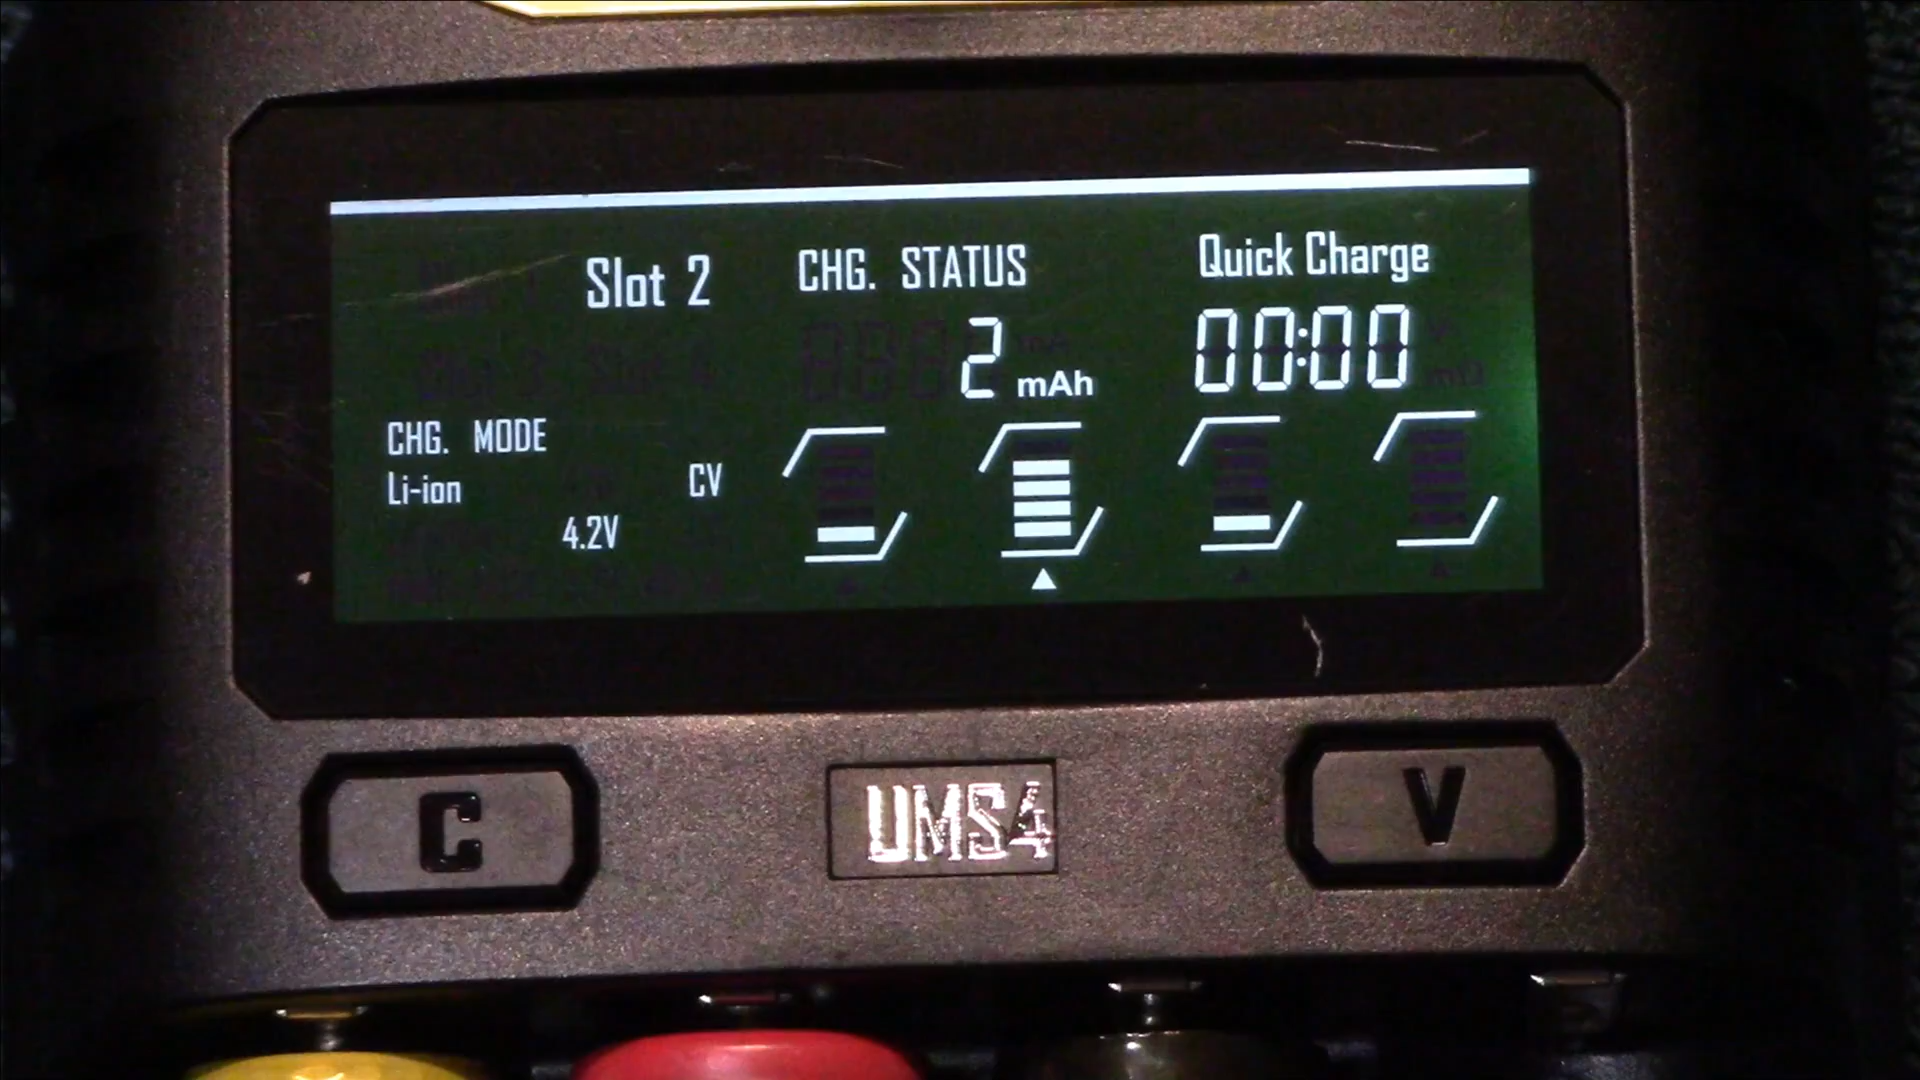 Slot 2
CHG. STATUS
Quick Charge
2 mAh
00:00
CHG. MODE
Li-ion
CV
4.2V
C
UMS4
V